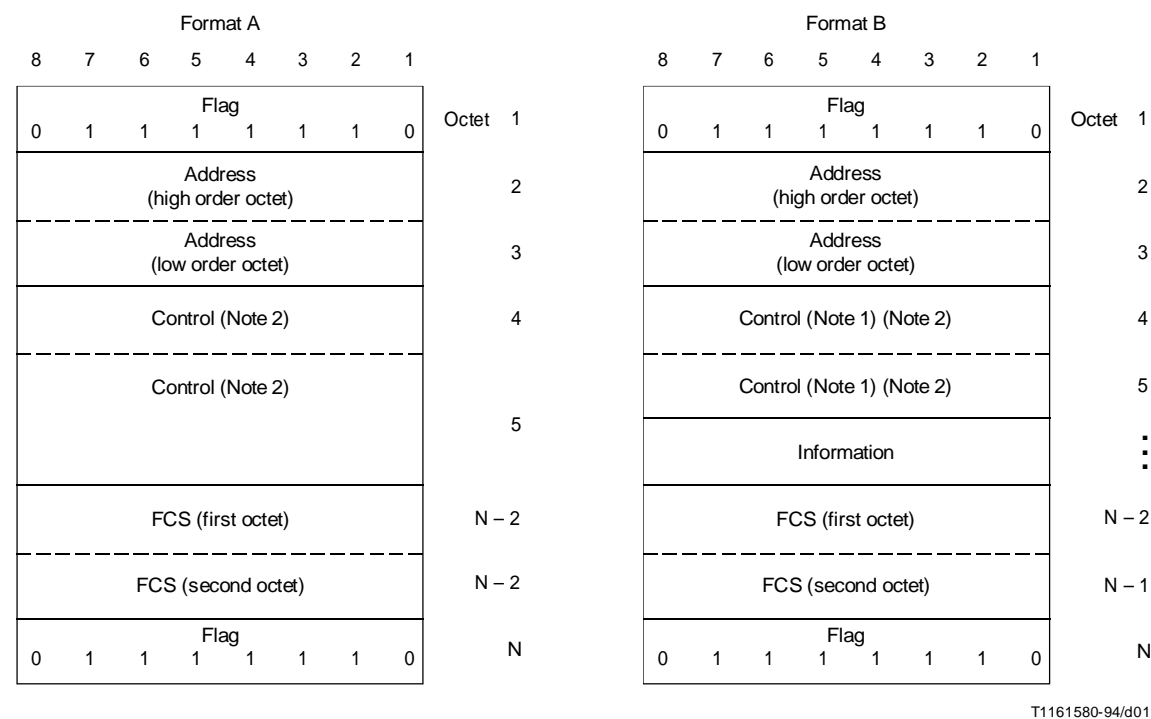 Format A
8 7 6 5 4 3 2 1
Flag
0 1 1 1 1 1 1 0
Octet 1
Address
(high order octet)
2
Address
(low order octet)
3
Control (Note 2)
4
Control (Note 2)
5
FCS (first octet)
N – 2
FCS (second octet)
N – 2
Flag
0 1 1 1 1 1 1 0
N
Format B
8 7 6 5 4 3 2 1
Flag
0 1 1 1 1 1 1 0
Octet 1
Address
(high order octet)
2
Address
(low order octet)
3
Control (Note 1) (Note 2)
4
Control (Note 1) (Note 2)
5
Information
FCS (first octet)
N – 2
FCS (second octet)
N – 1
Flag
0 1 1 1 1 1 1 0
N
T1161580-94/d01